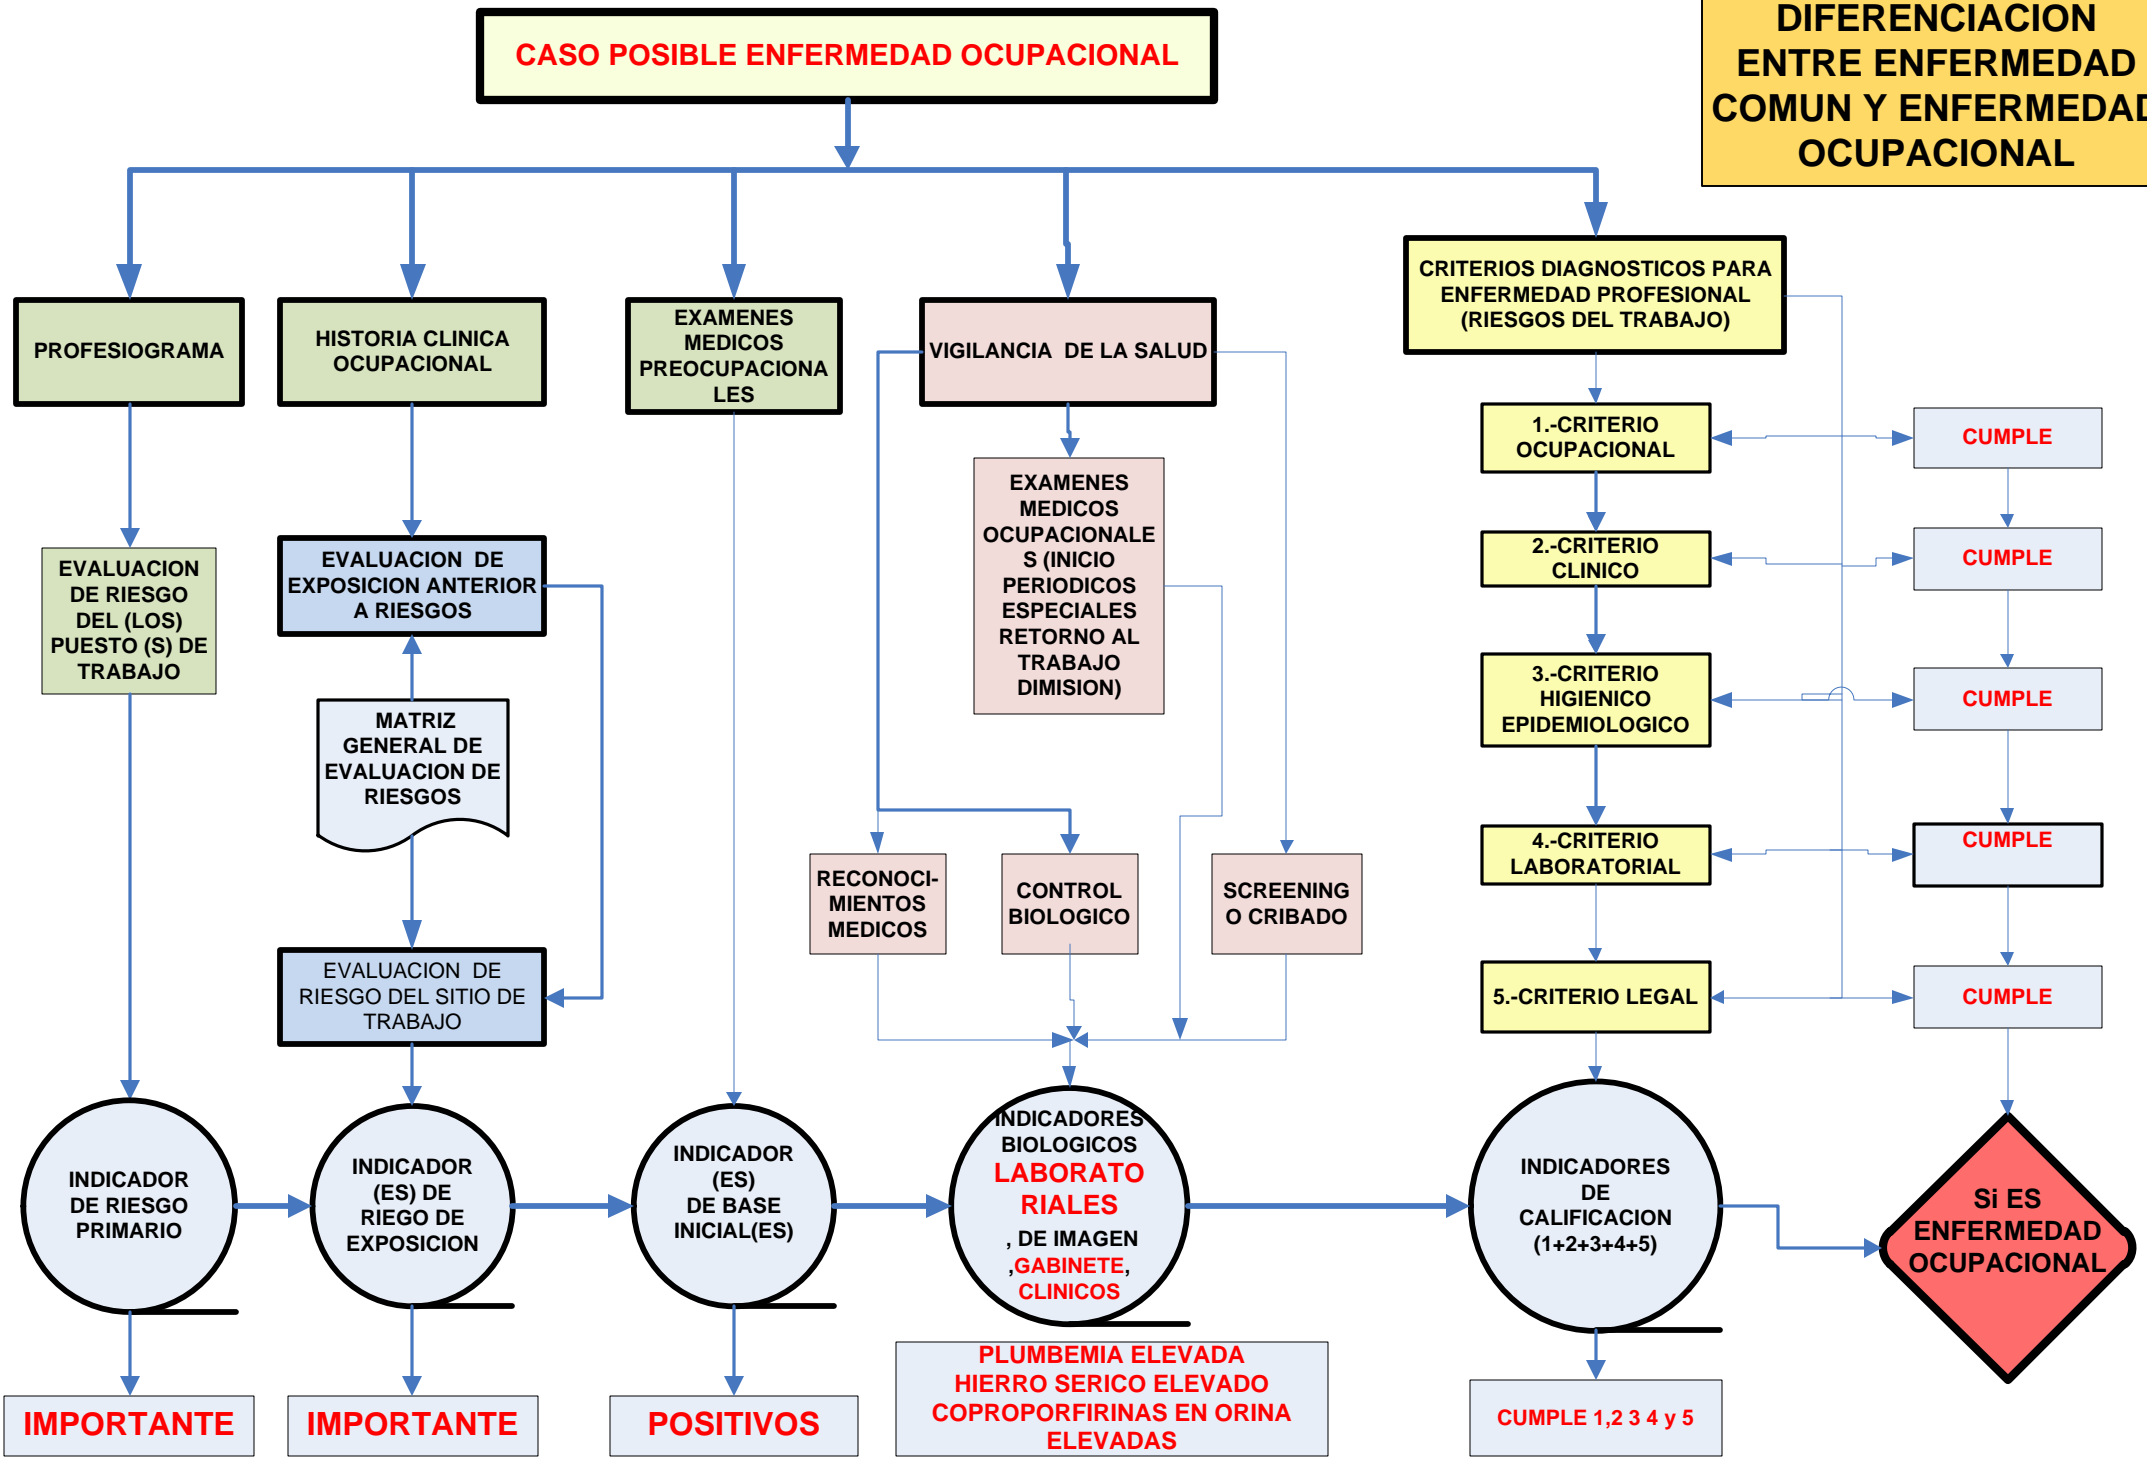 DIFERENCIACION
ENTRE ENFERMEDAD
COMUN Y ENFERMEDAD
OCUPACIONAL
CASO POSIBLE ENFERMEDAD OCUPACIONAL
PROFESIOGRAMA
HISTORIA CLINICA
OCUPACIONAL
EXAMENES
MEDICOS
PREOCUPACIONA
LES
VIGILANCIA DE LA SALUD
CRITERIOS DIAGNOSTICOS PARA
ENFERMEDAD PROFESIONAL
(RIESGOS DEL TRABAJO)
EVALUACION
DE RIESGO
DEL (LOS)
PUESTO (S) DE
TRABAJO
EVALUACION DE
EXPOSICION ANTERIOR
A RIESGOS
MATRIZ
GENERAL DE
EVALUACION DE
RIESGOS
EVALUACION DE
RIESGO DEL SITIO DE
TRABAJO
EXAMENES
MEDICOS
OCUPACIONALE
S (INICIO
PERIODICOS
ESPECIALES
RETORNO AL
TRABAJO
DIMISION)
RECONOCI-
MIENTOS
MEDICOS
CONTROL
BIOLOGICO
SCREENING
O CRIBADO
1.-CRITERIO
OCUPACIONAL
CUMPLE
2.-CRITERIO
CLINICO
CUMPLE
3.-CRITERIO
HIGIENICO
EPIDEMIOLOGICO
CUMPLE
4.-CRITERIO
LABORATORIAL
CUMPLE
5.-CRITERIO LEGAL
CUMPLE
INDICADOR
DE RIESGO
PRIMARIO
INDICADOR
(ES) DE
RIEGO DE
EXPOSICION
INDICADOR
(ES)
DE BASE
INICIAL(ES)
INDICADORES
BIOLOGICOS
LABORATO
RIALES
, DE IMAGEN
,GABINETE,
CLINICOS
INDICADORES
DE
CALIFICACION
(1+2+3+4+5)
Si ES
ENFERMEDAD
OCUPACIONAL
IMPORTANTE
IMPORTANTE
POSITIVOS
PLUMBEMIA ELEVADA
HIERRO SERICO ELEVADO
COPROPORFIRINAS EN ORINA
ELEVADAS
CUMPLE 1,2 3 4 y 5